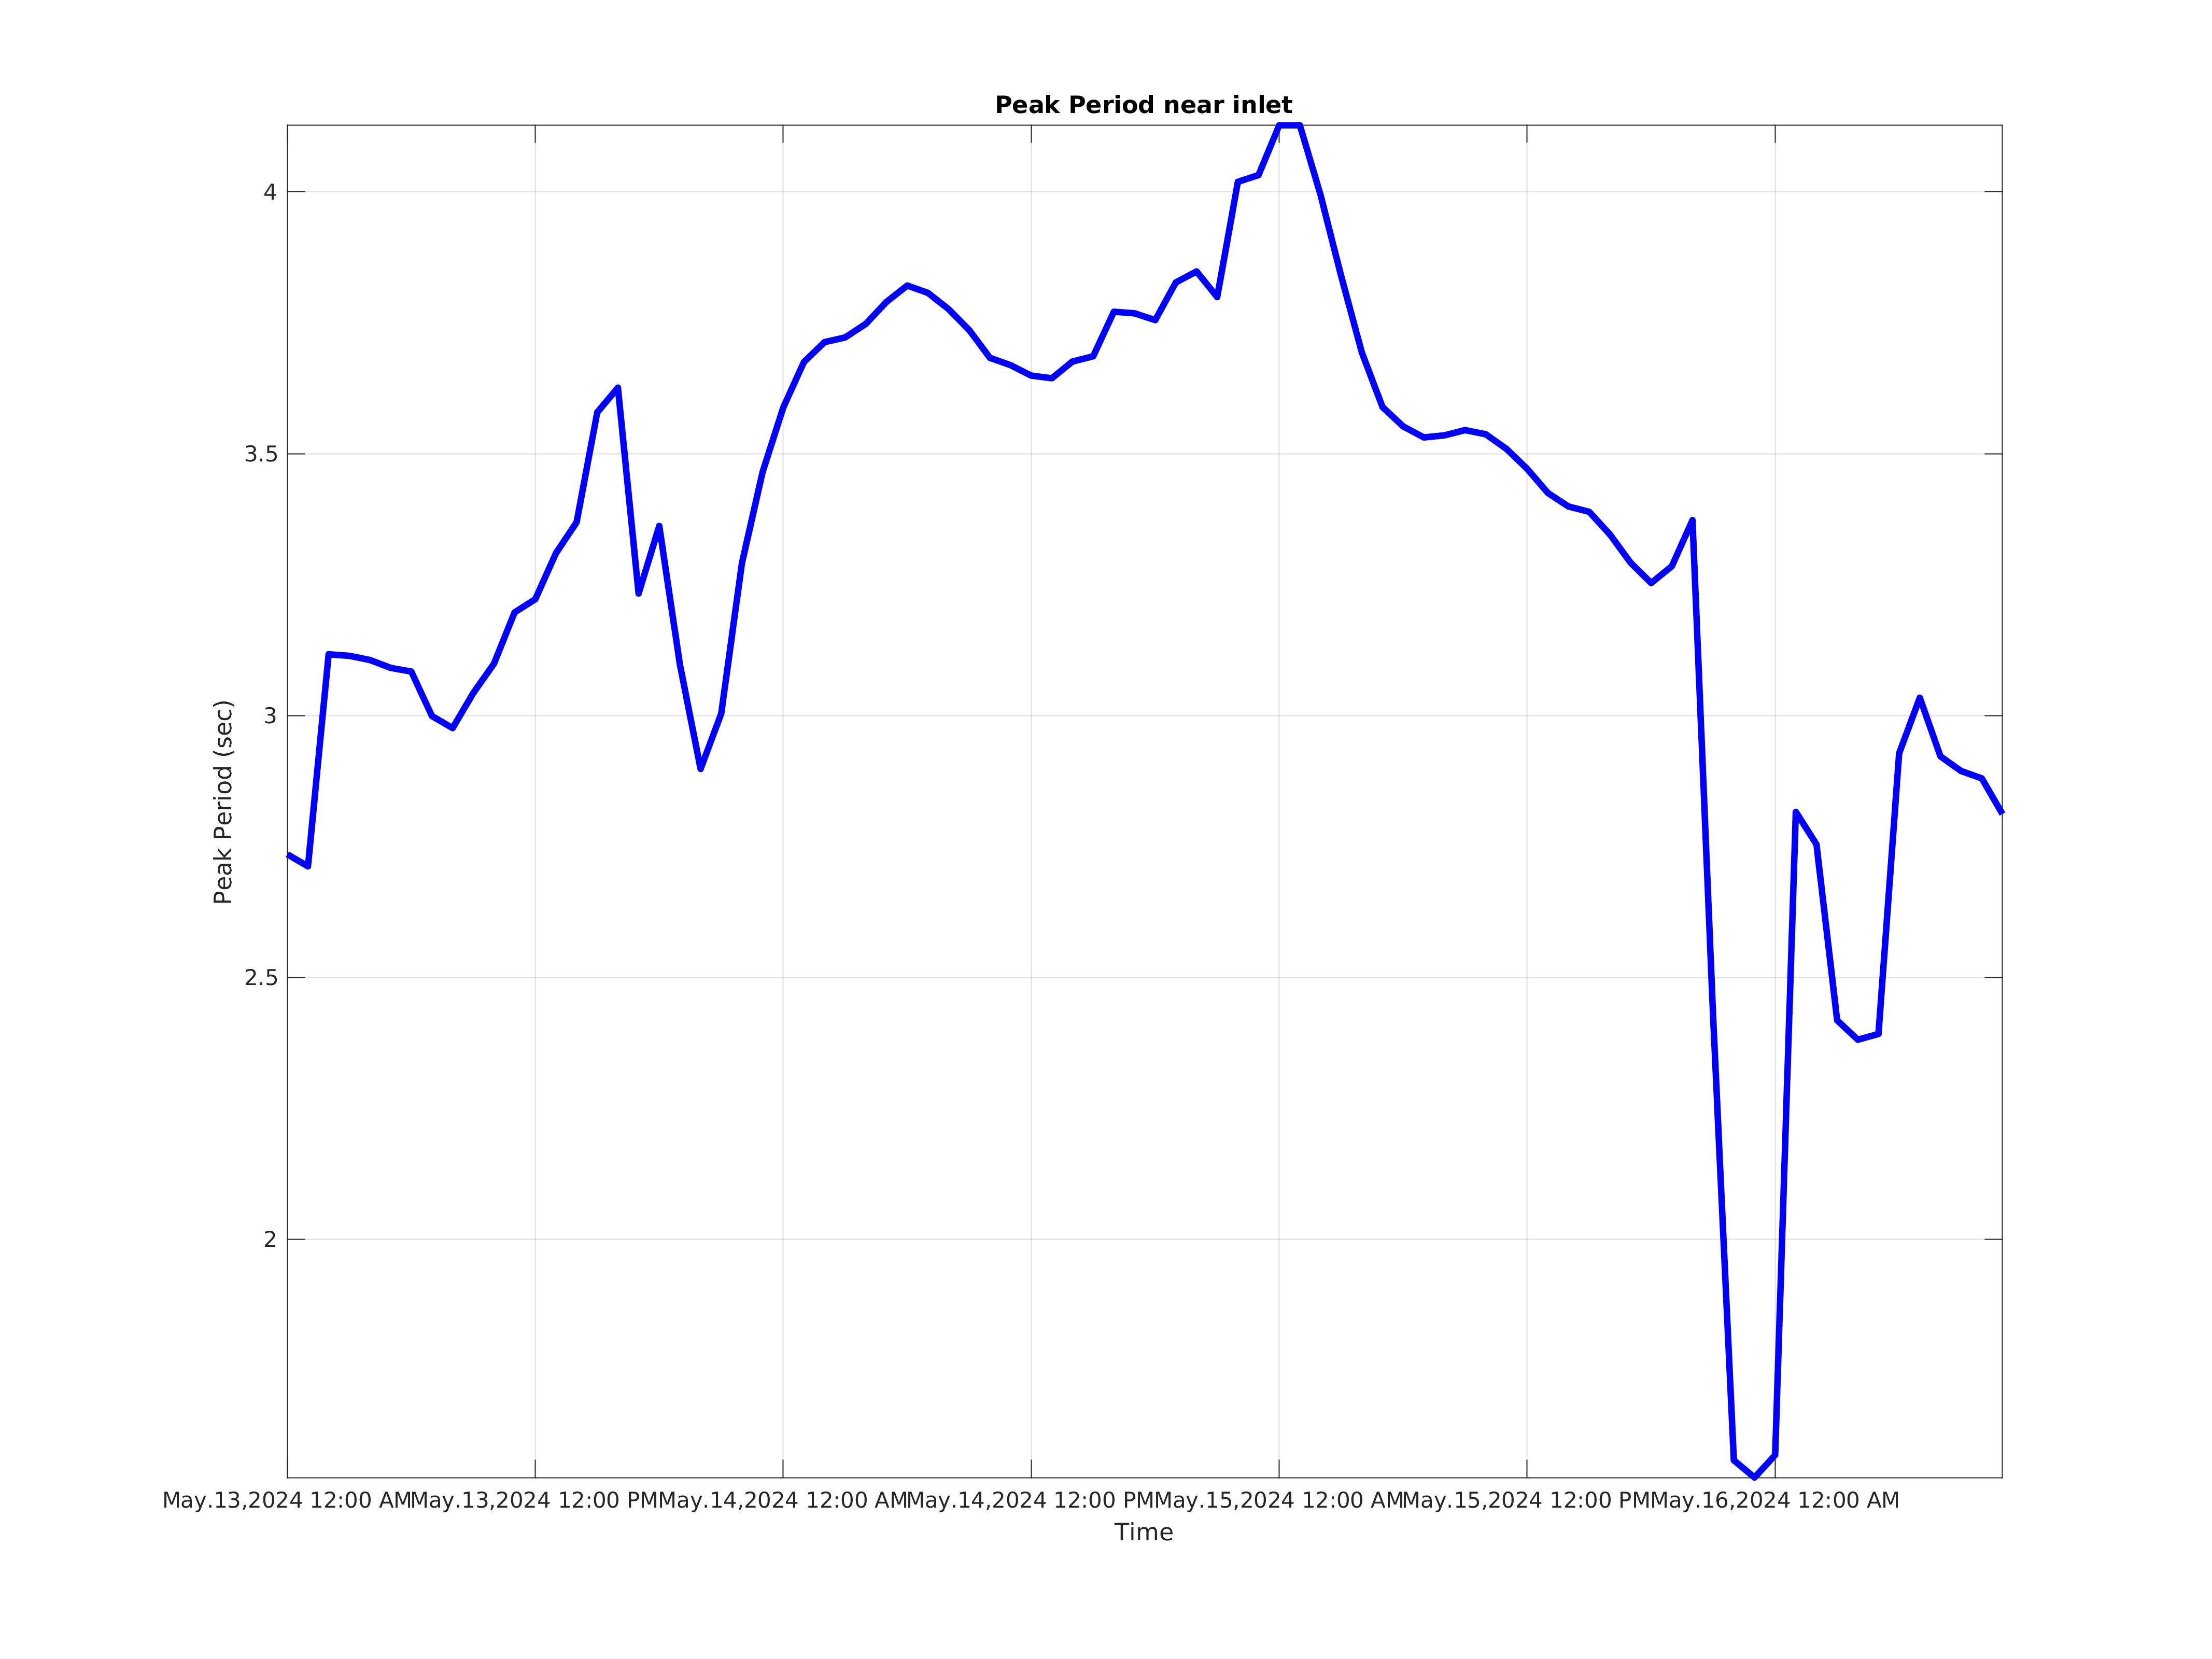 Peak Period near inlet
4
3.5
3
2.5
2
Peak Period (sec)
May.13,2024 12:00 AM May.13,2024 12:00 PM May.14,2024 12:00 AM May.14,2024 12:00 PM May.15,2024 12:00 AM May.15,2024 12:00 PM May.16,2024 12:00 AM
Time